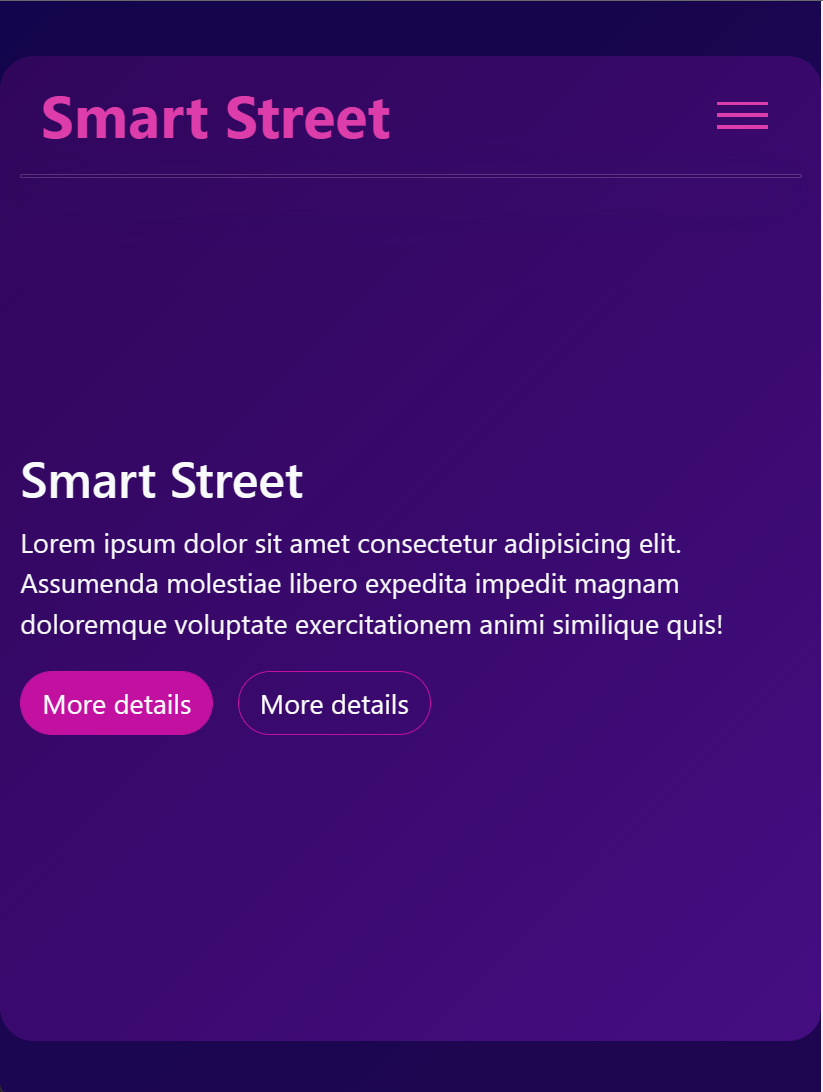 Smart Street
Smart Street
Lorem ipsum dolor sit amet consectetur adipisicing elit.
Assumenda molestiae libero expedita impedit magnam
doloremque voluptate exercitationem animi similique quis!
More details
More details